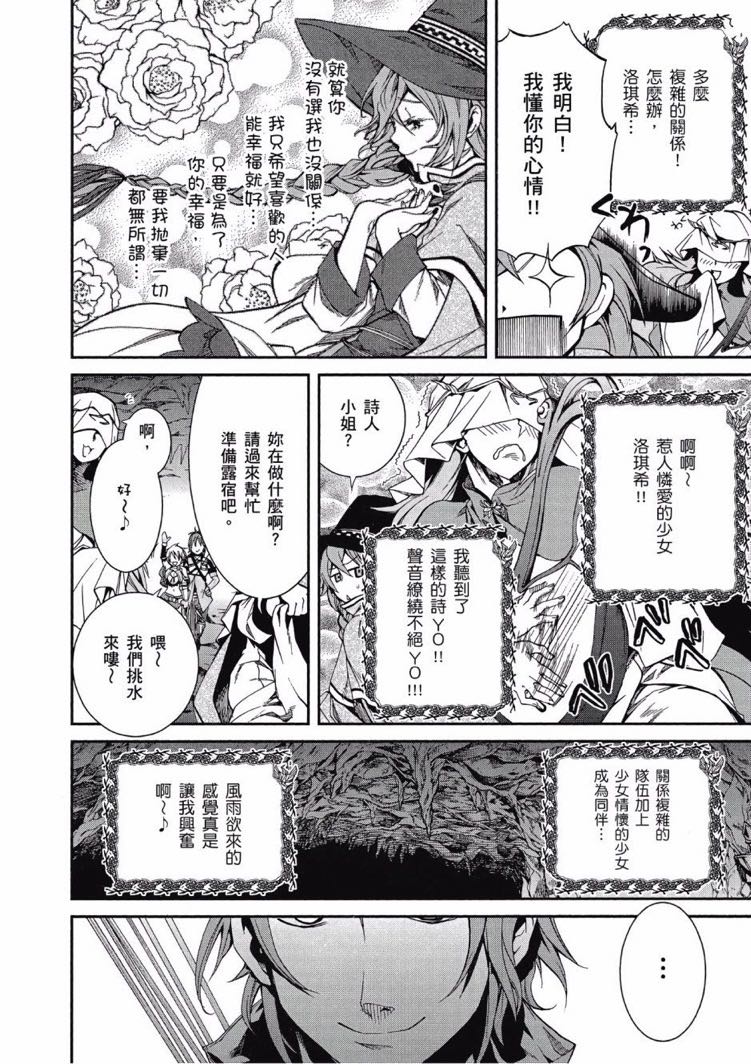 多麼
複雜的關係！
怎麼辦，
洛琪希…
我明白！
我懂你的心情!!
くわっ
就算你
沒有選我也沒關係…
我只希望喜歡的人
能幸福就好…
只要是為了
你的幸福，
要我拋棄一切
都無所謂…
啊啊～
惹人憐愛的少女
洛琪希!!
詩人
小姐？
我聽到了
這樣的詩YO!!
聲音繚繞不絕YO!!!
妳在做什麼啊？
請過來幫忙
準備露宿吧。
啊，
好～♪
喂～
我們挑水
來嘍～
關係複雜的
隊伍加上
少女情懷的少女
成為同伴…
風雨欲來的
感覺真是
讓我興奮
啊～♪
…